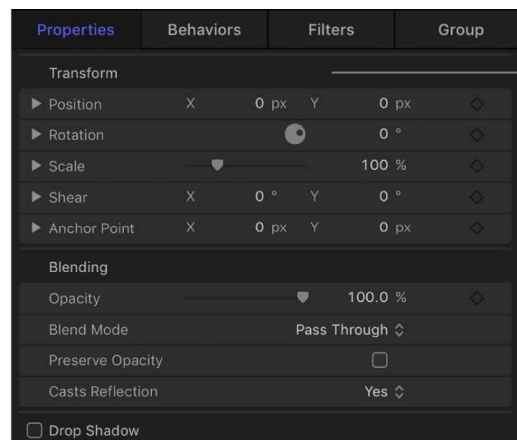 Properties Behaviors Filters Group
Transform
Position X 0 px Y 0 px
Rotation 0 °
Scale 100 %
Shear X 0 ° Y 0 °
Anchor Point X 0 px Y 0 px
Blending
Opacity 100.0 %
Blend Mode Pass Through
Preserve Opacity
Casts Reflection Yes
Drop Shadow